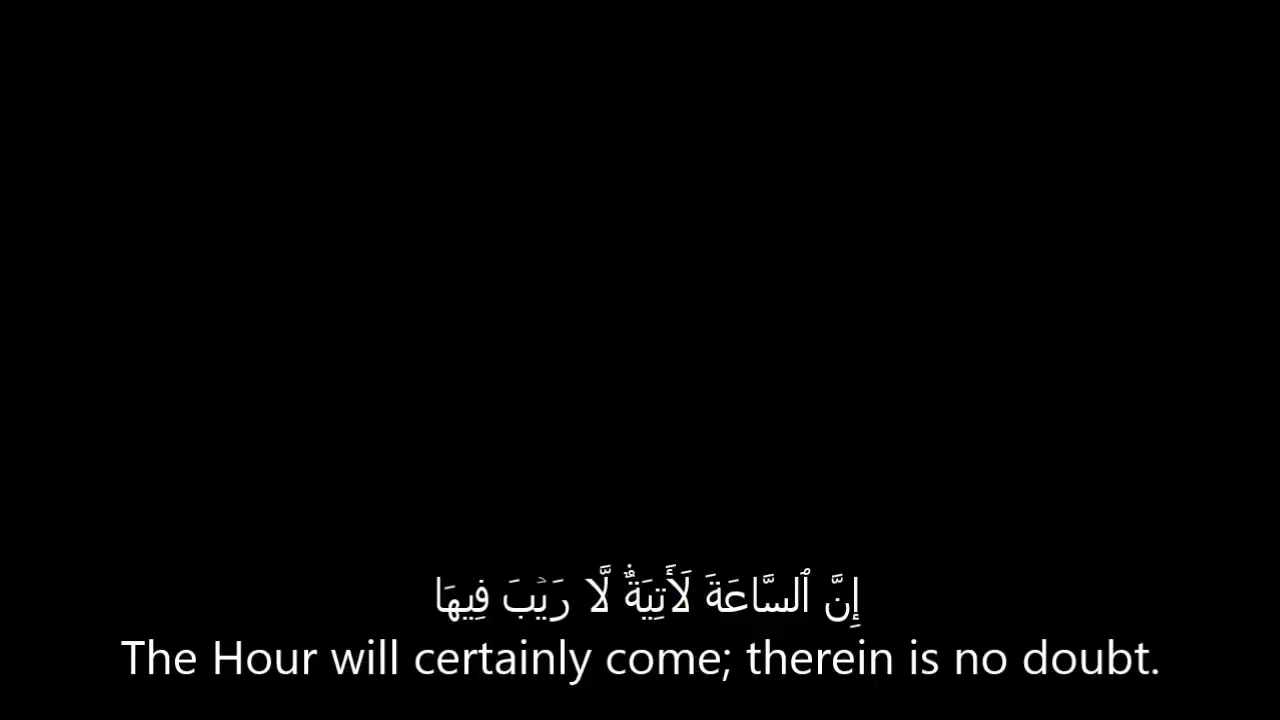 إِنَّ ٱلسَّاعَةَ لَأَتِيَةٌۭ لَّا رَيْبَ فِيهَا
The Hour will certainly come; therein is no doubt.